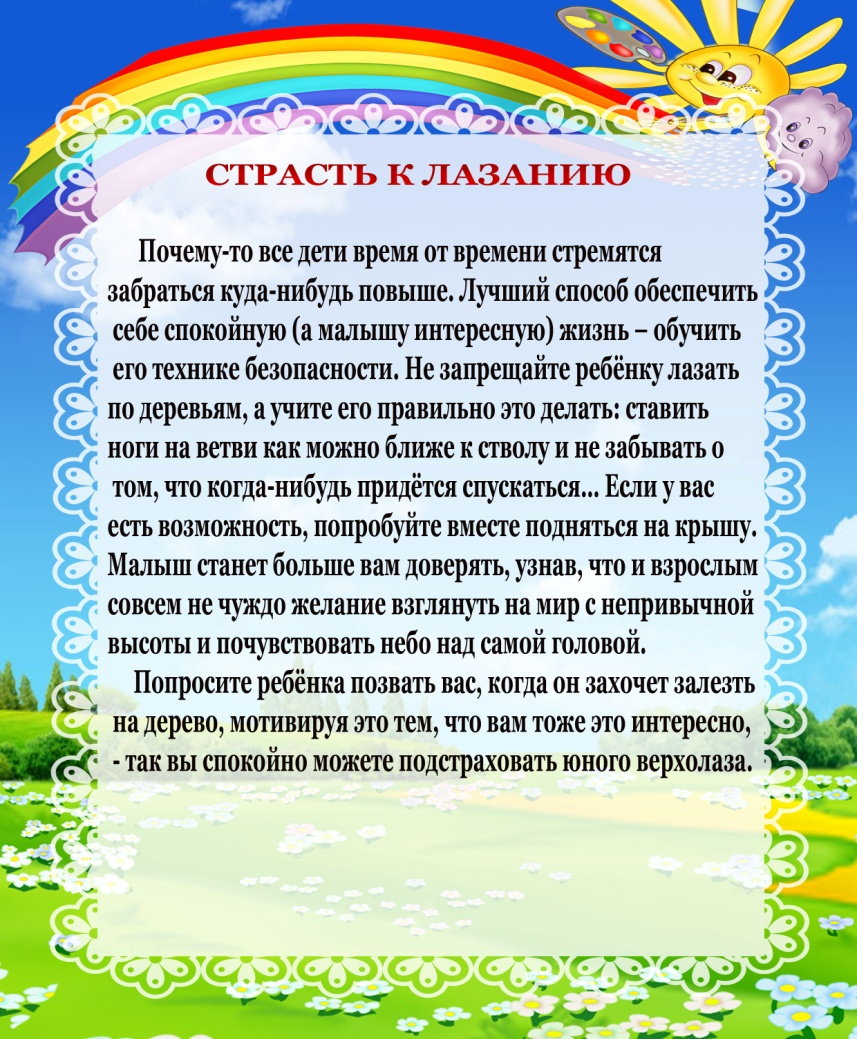 СТРАСТЬ К ЛАЗАНИЮ
Почему-то все дети время от времени стремятся
забраться куда-нибудь повыше. Лучший способ обеспечить
себе спокойную (а малышу интересную) жизнь – обучить
его технике безопасности. Не запрещайте ребёнку лазать
по деревьям, а учите его правильно это делать: ставить
ноги на ветви как можно ближе к стволу и не забывать о
том, что когда-нибудь придётся спускаться... Если у вас
есть возможность, попробуйте вместе подняться на крышу.
Малыш станет больше вам доверять, узнав, что и взрослым
совсем не чуждо желание взглянуть на мир с непривычной
высоты и почувствовать небо над самой головой.
Попросите ребёнка позвать вас, когда он захочет залезть
на дерево, мотивируя это тем, что вам тоже это интересно,
- так вы спокойно можете подстраховать юного верхолаза.